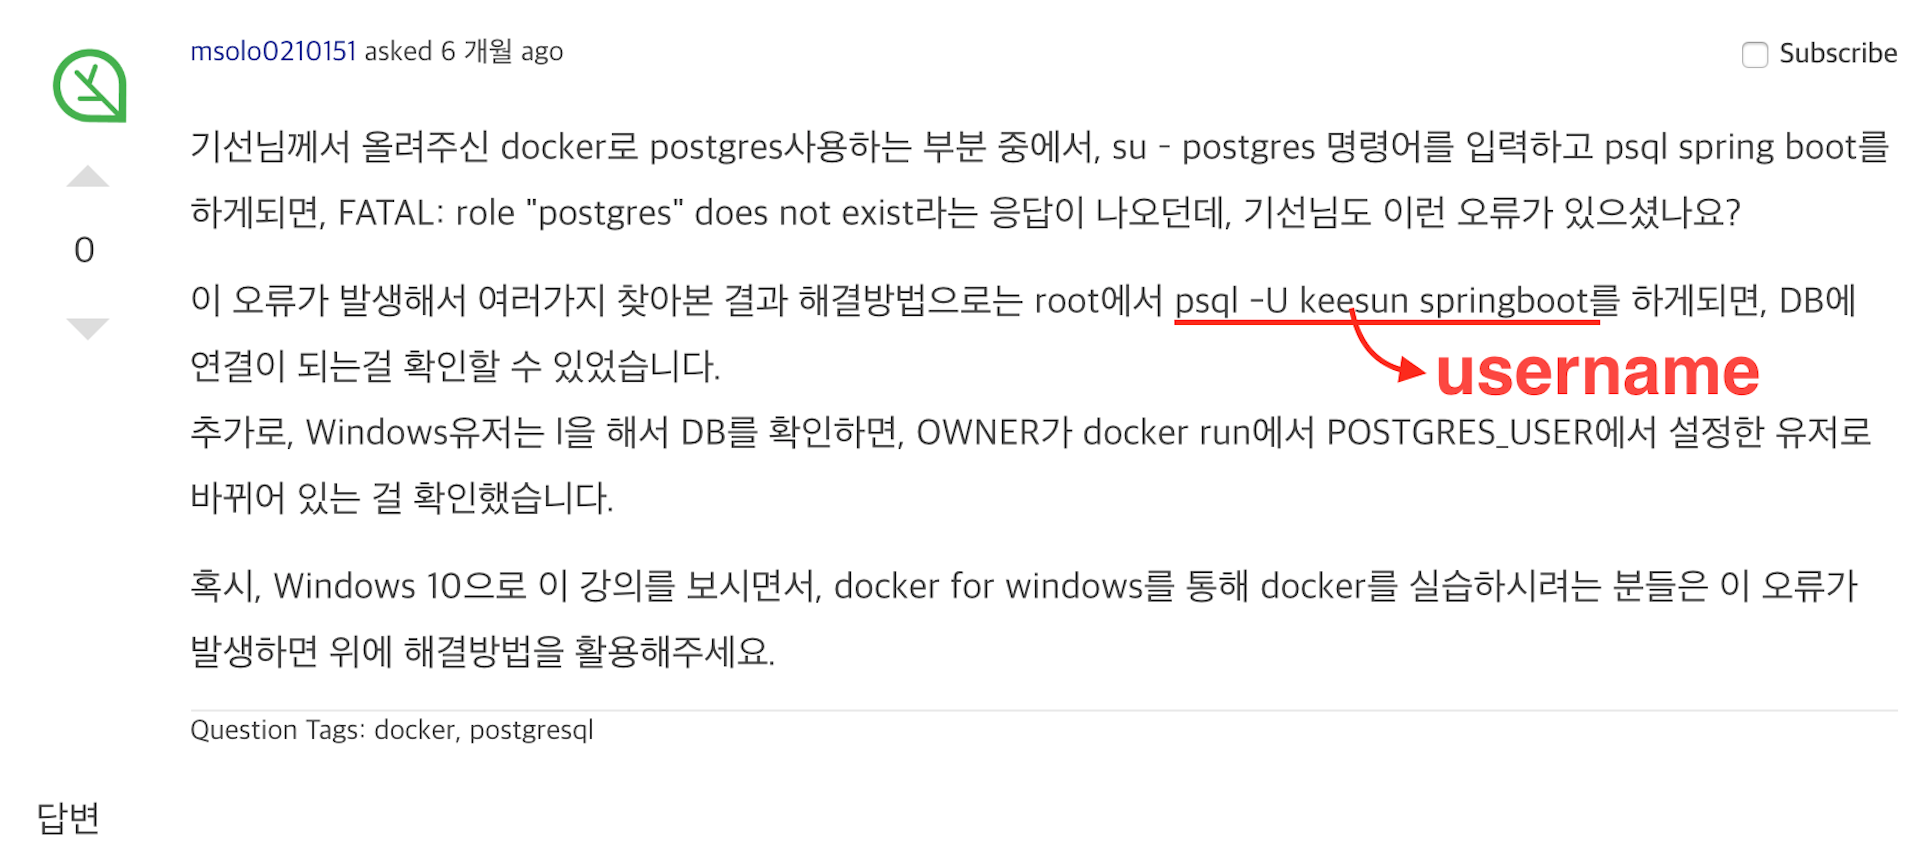 msolo0210151 asked 6 개월 ago
Subscribe
기선님께서 올려주신 docker로 postgres사용하는 부분 중에서, su - postgres 명령어를 입력하고 psql spring boot를
하게되면, FATAL: role "postgres" does not exist라는 응답이 나오던데, 기선님도 이런 오류가 있으셨나요?
0
이 오류가 발생해서 여러가지 찾아본 결과 해결방법으로는 root에서 psql -U keesun springboot를 하게되면, DB에
연결이 되는걸 확인할 수 있었습니다.
username
추가로, Windows유저는 l을 해서 DB를 확인하면, OWNER가 docker run에서 POSTGRES_USER에서 설정한 유저로
바뀌어 있는 걸 확인했습니다.
혹시, Windows 10으로 이 강의를 보시면서, docker for windows를 통해 docker를 실습하시려는 분들은 이 오류가
발생하면 위에 해결방법을 활용해주세요.
Question Tags: docker, postgresql
답변